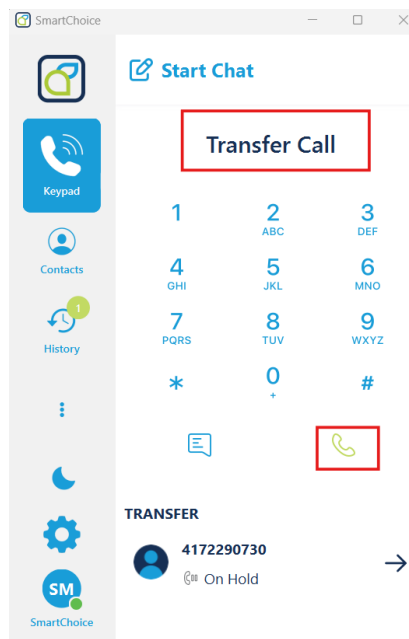 SmartChoice
Start Chat
Transfer Call
Keypad
1 2 3
ABC DEF
Contacts
4 5 6
GHI JKL MNO
1
History
7 8 9
PQRS TUV WXYZ
* 0 #
+
TRANSFER
4172290730
On Hold
SM
SmartChoice